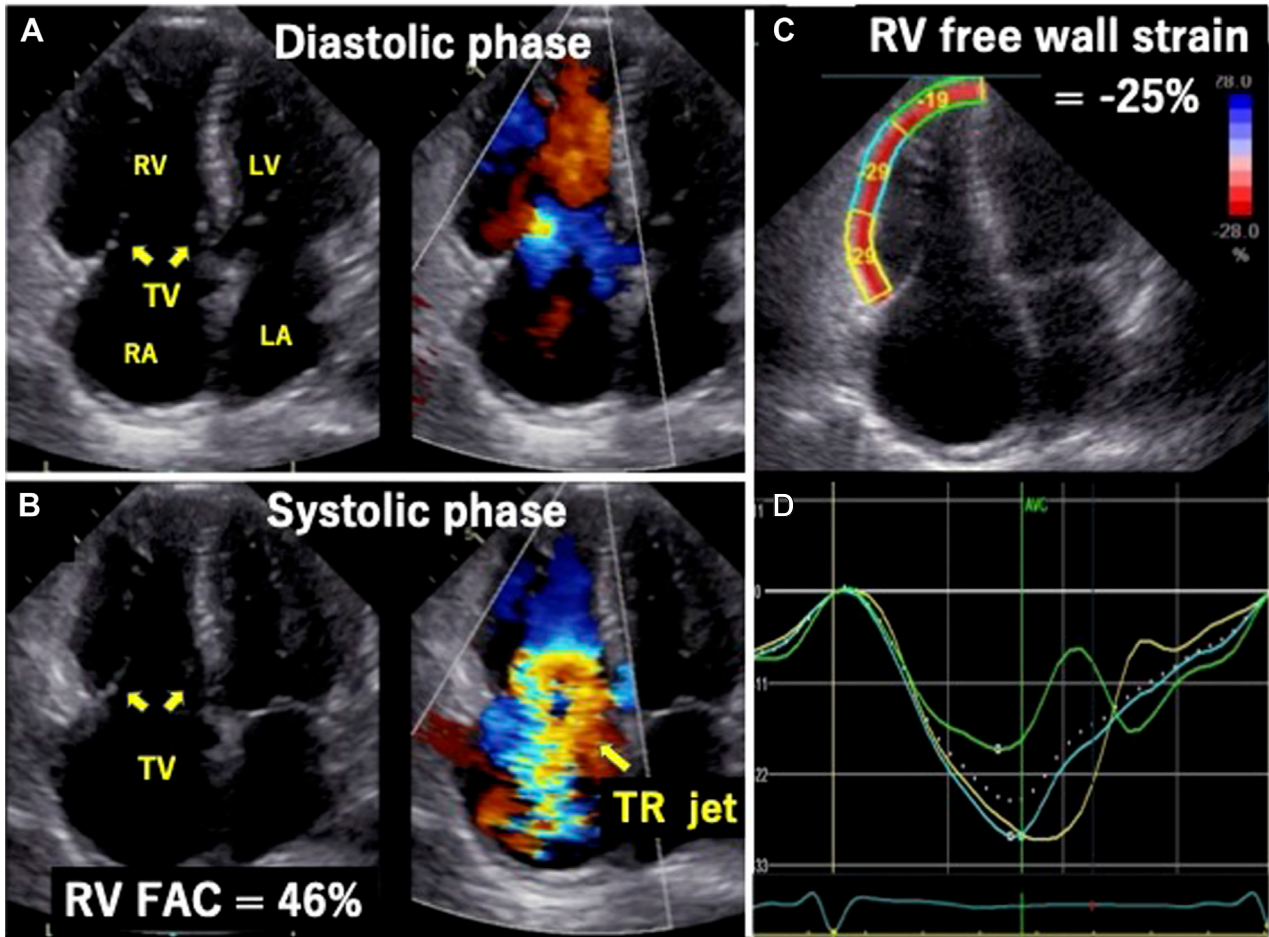 A
Diastolic phase
RV
LV
TV
RA
LA
B
Systolic phase
TV
TR jet
RV FAC = 46%
C
RV free wall strain
= -25%
28.0
-19
-29
-29
-28.0
%
D
AVC
0
-11
22
33